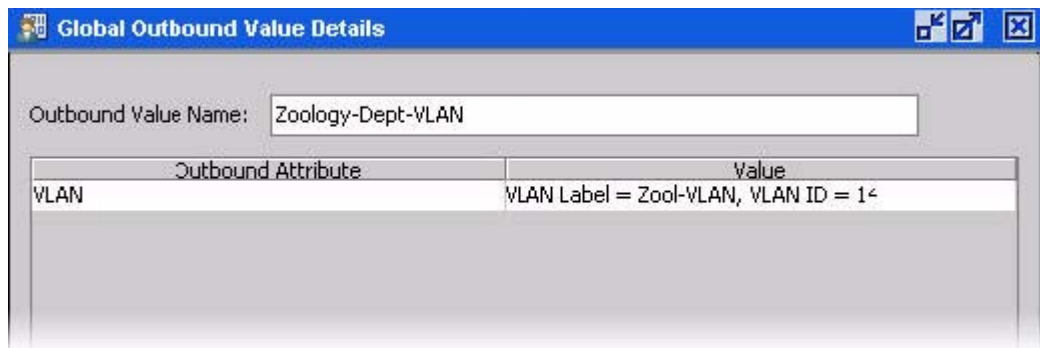 Global Outbound Value Details
Outbound Value Name: Zoology-Dept-VLAN
Outbound Attribute Value
VLAN VLAN Label = Zool-VLAN, VLAN ID = 14